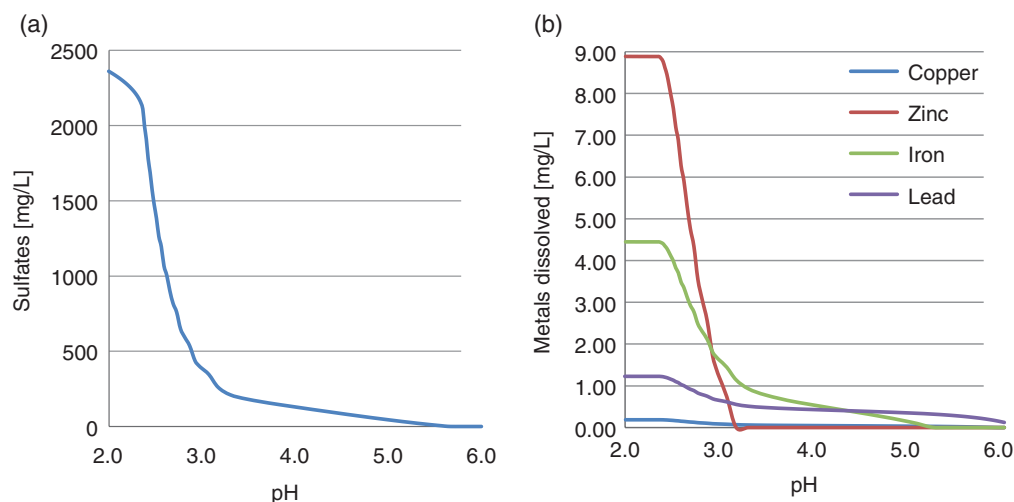 (a)
2500
2000
1500
1000
500
0
Sulfates [mg/L]
2.0 3.0 4.0 5.0 6.0
pH
(b)
9.00
8.00
7.00
6.00
5.00
4.00
3.00
2.00
1.00
0.00
Metals dissolved [mg/L]
Copper
Zinc
Iron
Lead
2.0 3.0 4.0 5.0 6.0
pH